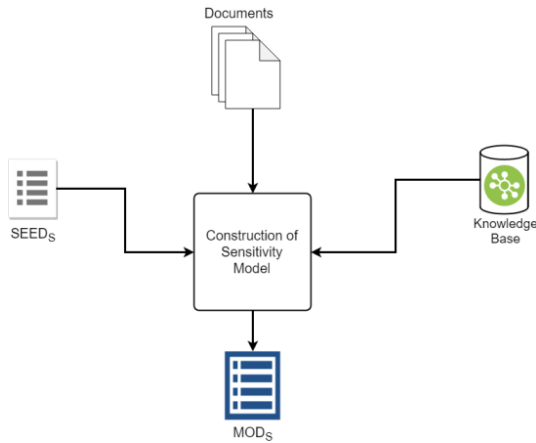 Documents
SEEDS
Construction of
Sensitivity
Model
Knowledge
Base
MODS